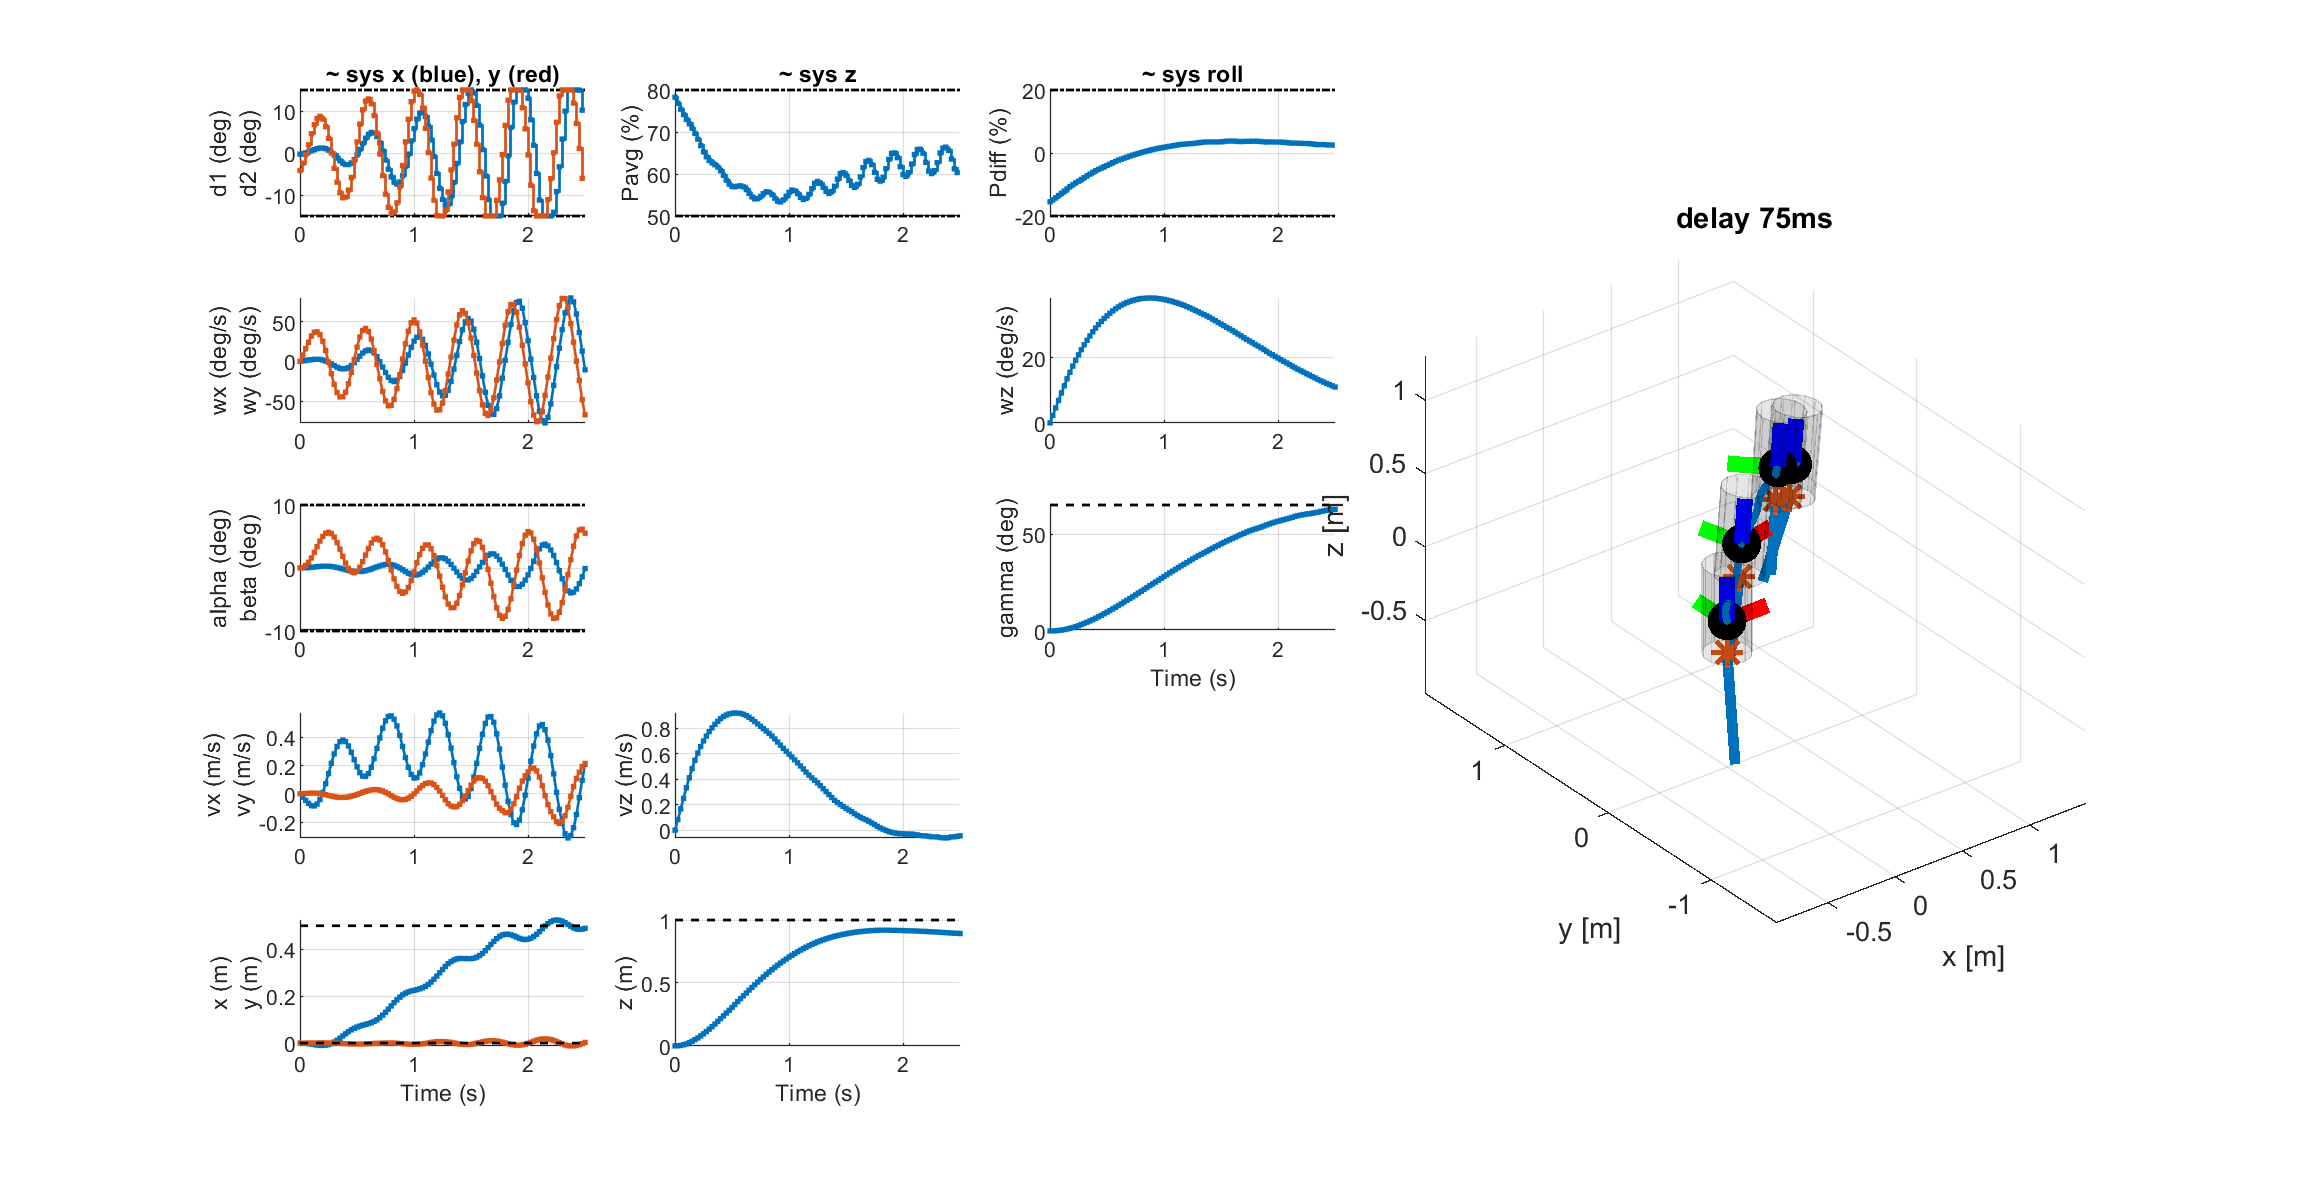 ~ sys x (blue), y (red)
d1 (deg)
d2 (deg)
10
0
-10
0 1 2
~ sys z
Pavg (%)
80
70
60
50
0 1 2
~ sys roll
Pdiff (%)
20
0
-20
0 1 2
wx (deg/s)
wy (deg/s)
50
0
-50
0 1 2
wz (deg/s)
20
0
0 1 2
alpha (deg)
beta (deg)
10
0
-10
0 1 2
gamma (deg)
50
0
0 1 2
Time (s)
vx (m/s)
vy (m/s)
0.4
0.2
0
-0.2
0 1 2
vz (m/s)
0.8
0.6
0.4
0.2
0
0 1 2
x (m)
y (m)
0.4
0.2
0
0 1 2
Time (s)
z (m)
1
0.5
0
0 1 2
Time (s)
delay 75ms
z [m]
1
0.5
0
-0.5
1
0
-1
y [m]
-0.5
0
0.5
1
x [m]